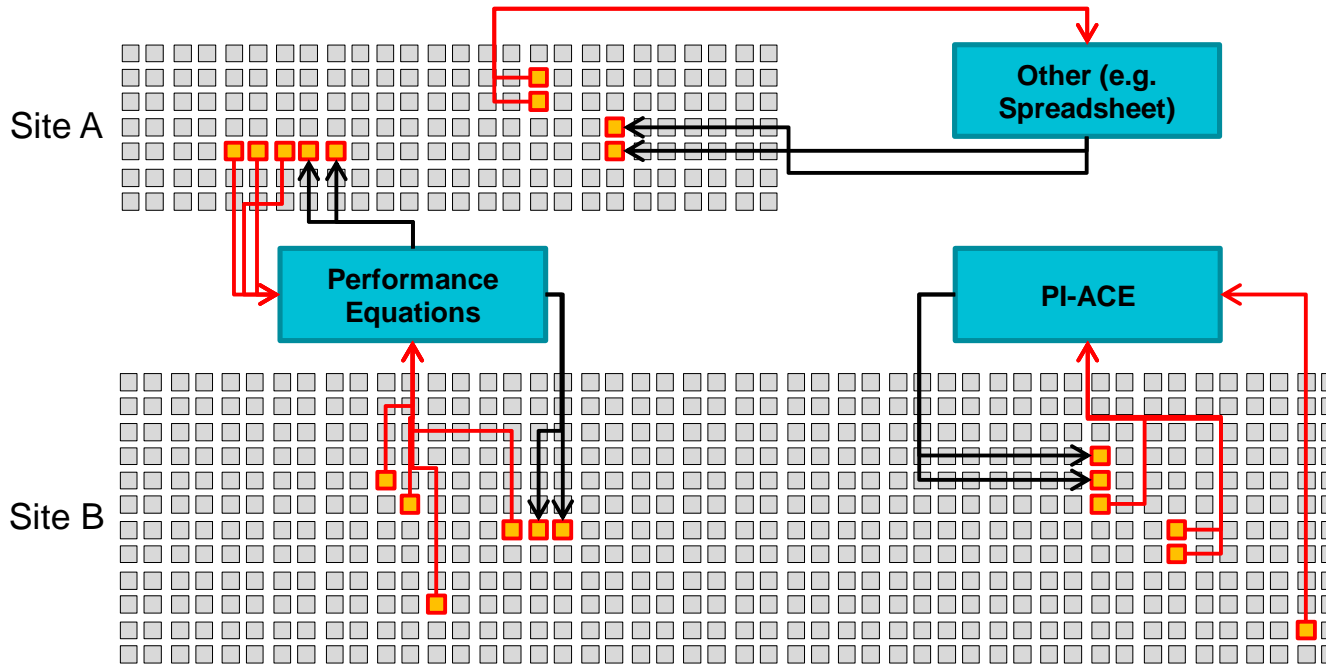 Other (e.g.
Spreadsheet)
Site A
Performance
Equations
PI-ACE
Site B